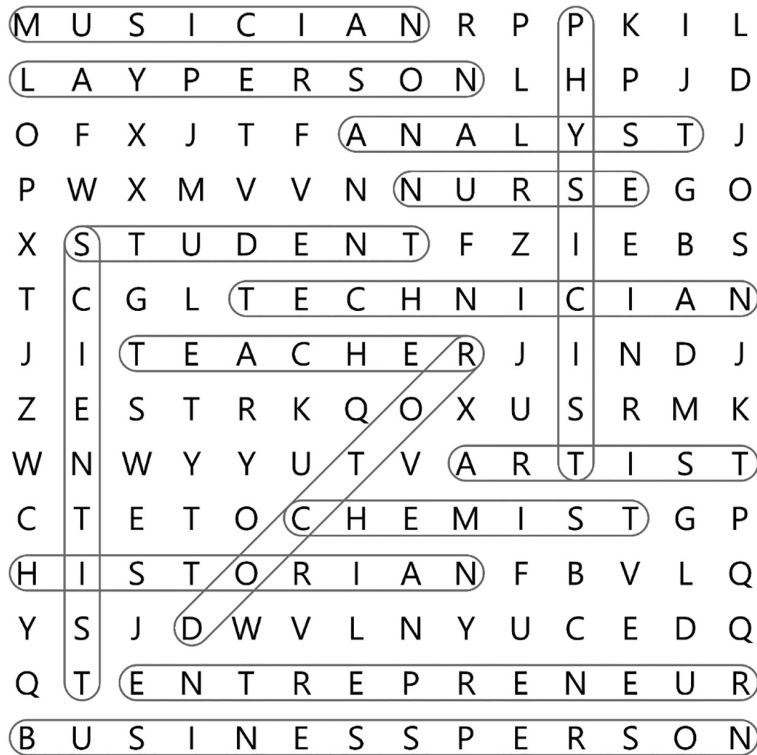 M U S I C I A N R P P K I L
L A Y P E R S O N L H P J D
O F X J T F A N A L Y S T J
P W X M V V N N U R S E G O
X S T U D E N T F Z I E B S
T C G L T E C H N I C I A N
J I T E A C H E R J I N D J
Z E S T R K Q O X U S R M K
W N W Y Y U T V A R T I S T
C T E T O C H E M I S T G P
H I S T O R I A N F B V L Q
Y S J D W V L N Y U C E D Q
Q T E N T R E P R E N E U R
B U S I N E S S P E R S O N